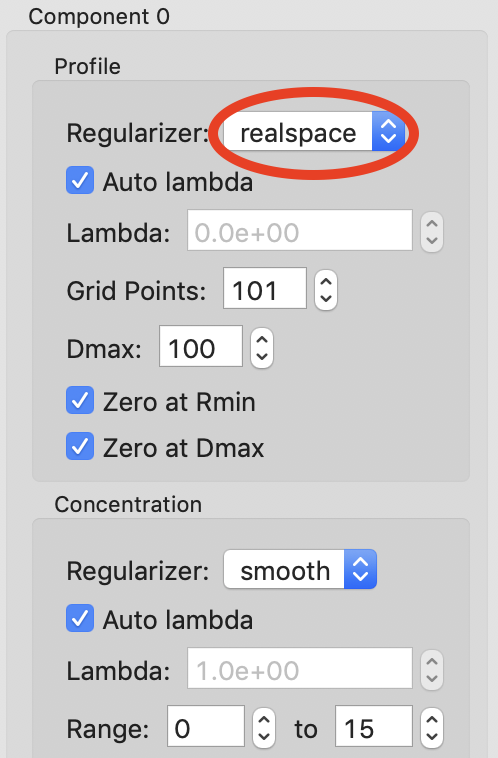 Component 0
Profile
Regularizer: realspace
Auto lambda
Lambda: 0.0e+00
Grid Points: 101
Dmax: 100
Zero at Rmin
Zero at Dmax
Concentration
Regularizer: smooth
Auto lambda
Lambda: 1.0e+00
Range: 0 to 15